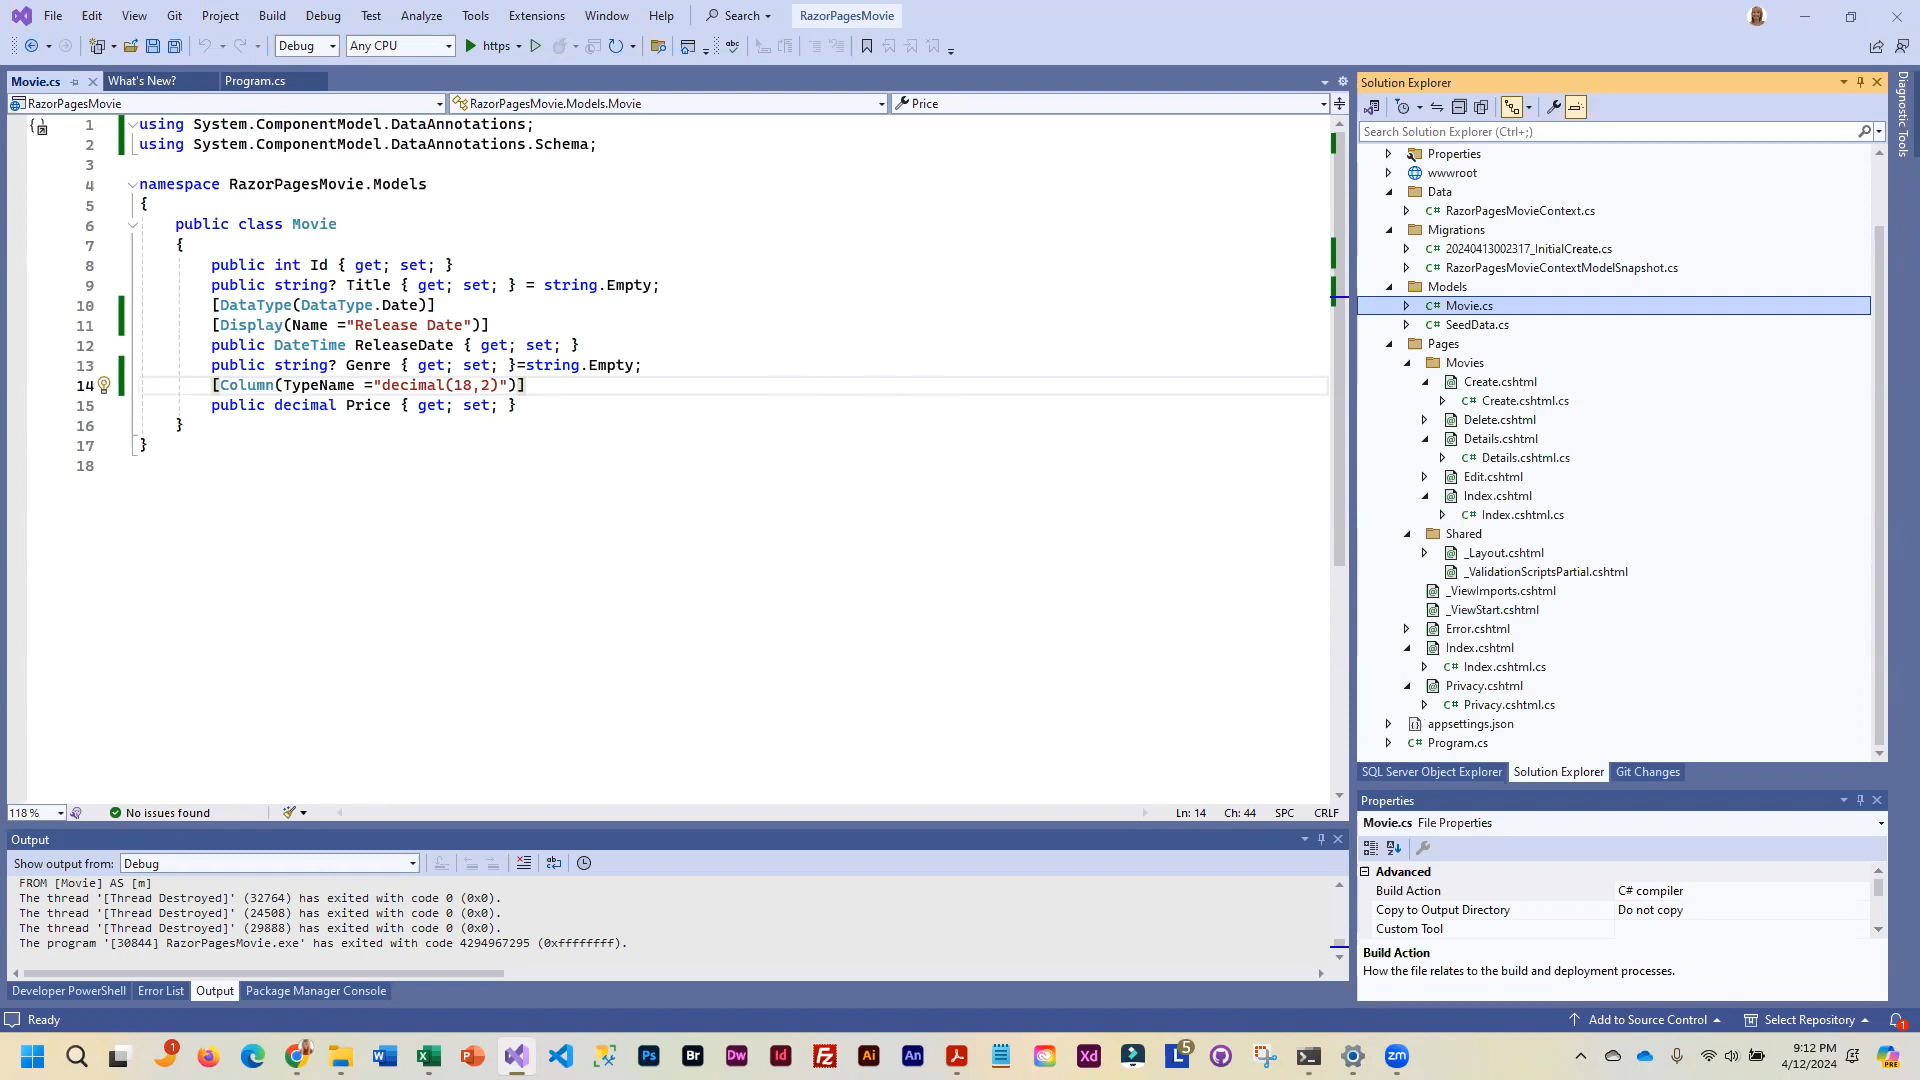 File Edit View Git Project Build Debug Test Analyze Tools Extensions Window Help Search RazorPagesMovie
Debug Any CPU https
Movie.cs What's New? Program.cs
RazorPagesMovie RazorPagesMovie.Models.Movie Price
1 using System.ComponentModel.DataAnnotations;
2 using System.ComponentModel.DataAnnotations.Schema;
3
4 namespace RazorPagesMovie.Models
5 {
6 public class Movie
7 {
8 public int Id { get; set; }
9 public string? Title { get; set; } = string.Empty;
10 [DataType(DataType.Date)]
11 [Display(Name ="Release Date")]
12 public DateTime ReleaseDate { get; set; }
13 public string? Genre { get; set; }=string.Empty;
14 [Column(TypeName ="decimal(18,2)")]
15 public decimal Price { get; set; }
16 }
17 }
18
118 % No issues found Ln: 14 Ch: 44 SPC CRLF
Output
Show output from: Debug
FROM [Movie] AS [m]
The thread '[Thread Destroyed]' (32764) has exited with code 0 (0x0).
The thread '[Thread Destroyed]' (24508) has exited with code 0 (0x0).
The thread '[Thread Destroyed]' (29888) has exited with code 0 (0x0).
The program '[30844] RazorPagesMovie.exe' has exited with code 4294967295 (0xffffffff).
Developer PowerShell Error List Output Package Manager Console
Solution Explorer
Search Solution Explorer (Ctrl+;)
Properties
wwwroot
Data
C# RazorPagesMovieContext.cs
Migrations
C# 20240413002317_InitialCreate.cs
C# RazorPagesMovieContextModelSnapshot.cs
Models
C# Movie.cs
C# SeedData.cs
Pages
Movies
Create.cshtml
C# Create.cshtml.cs
Delete.cshtml
Details.cshtml
C# Details.cshtml.cs
Edit.cshtml
Index.cshtml
C# Index.cshtml.cs
Shared
_Layout.cshtml
_ValidationScriptsPartial.cshtml
_ViewImports.cshtml
_ViewStart.cshtml
Error.cshtml
Index.cshtml
C# Index.cshtml.cs
Privacy.cshtml
C# Privacy.cshtml.cs
appsettings.json
C# Program.cs
SQL Server Object Explorer Solution Explorer Git Changes
Properties
Movie.cs File Properties
Advanced
Build Action C# compiler
Copy to Output Directory Do not copy
Custom Tool
Build Action
How the file relates to the build and deployment processes.
Diagnostic Tools
Ready Add to Source Control Select Repository 1
1 W X P Ps Br Dw Id Fz Ai An Xd L 5 zm
9:12 PM
4/12/2024
PRE